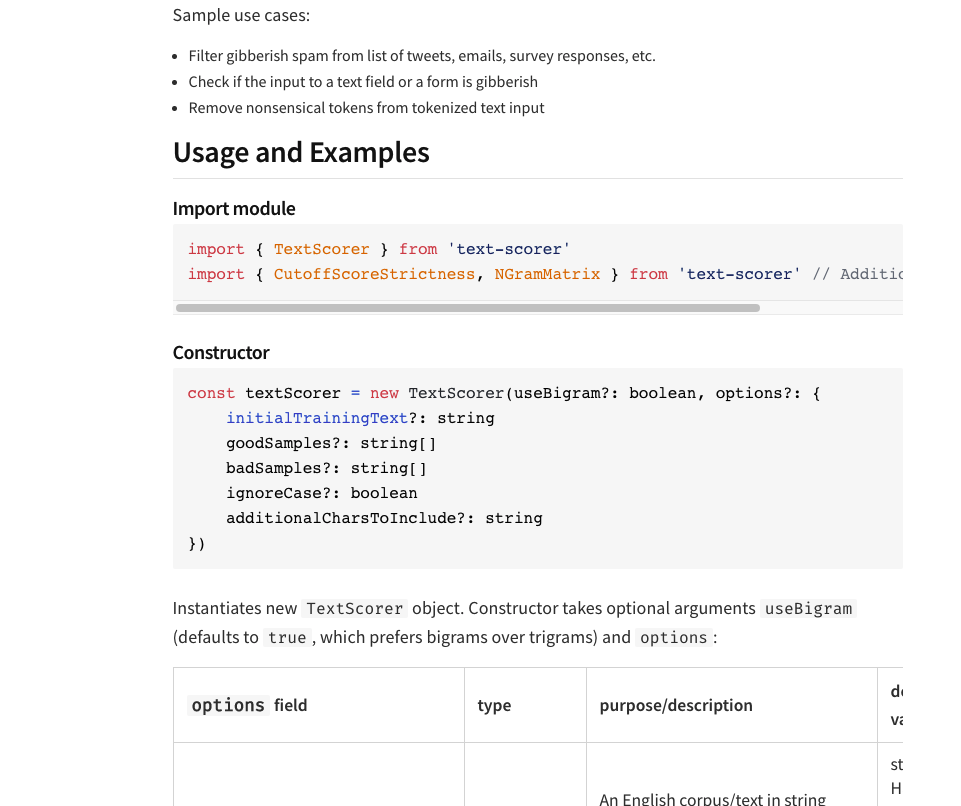 Sample use cases:
Filter gibberish spam from list of tweets, emails, survey responses, etc.
Check if the input to a text field or a form is gibberish
Remove nonsensical tokens from tokenized text input
Usage and Examples
Import module
import { TextScorer } from 'text-scorer'
import { CutoffScoreStrictness, NGramMatrix } from 'text-scorer' //
Constructor
const textScorer = new TextScorer(useBigram?: boolean, options?: {
initialTrainingText?: string
goodSamples?: string[]
badSamples?: string[]
ignoreCase?: boolean
additionalCharsToInclude?: string
})
Instantiates new TextScorer object. Constructor takes optional arguments useBigram
(defaults to true, which prefers bigrams over trigrams) and options:
options field type purpose/description
An English corpus/text in string